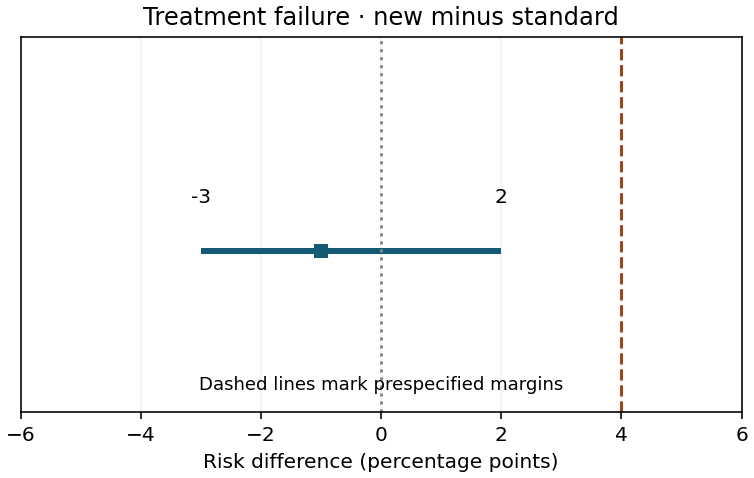 Treatment failure · new minus standard
-3 2
Dashed lines mark prespecified margins
−6 −4 −2 0 2 4 6
Risk difference (percentage points)